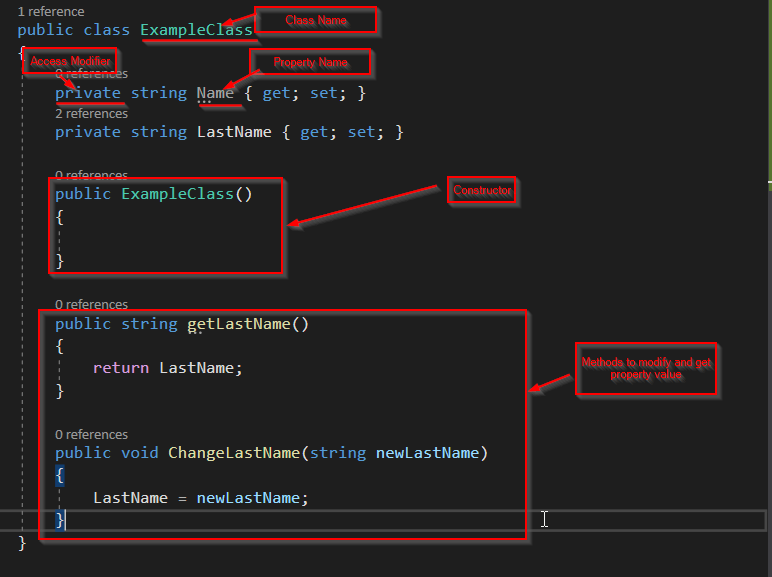 1 reference
public class ExampleClass
Class Name
{
Access Modifier
Property Name
0 references
private string Name { get; set; }
2 references
private string LastName { get; set; }
0 references
public ExampleClass()
Constructor
{
}
0 references
public string getLastName()
{
Methods to modify and get
property value
return LastName;
}
0 references
public void ChangeLastName(string newLastName)
{
LastName = newLastName;
}
}